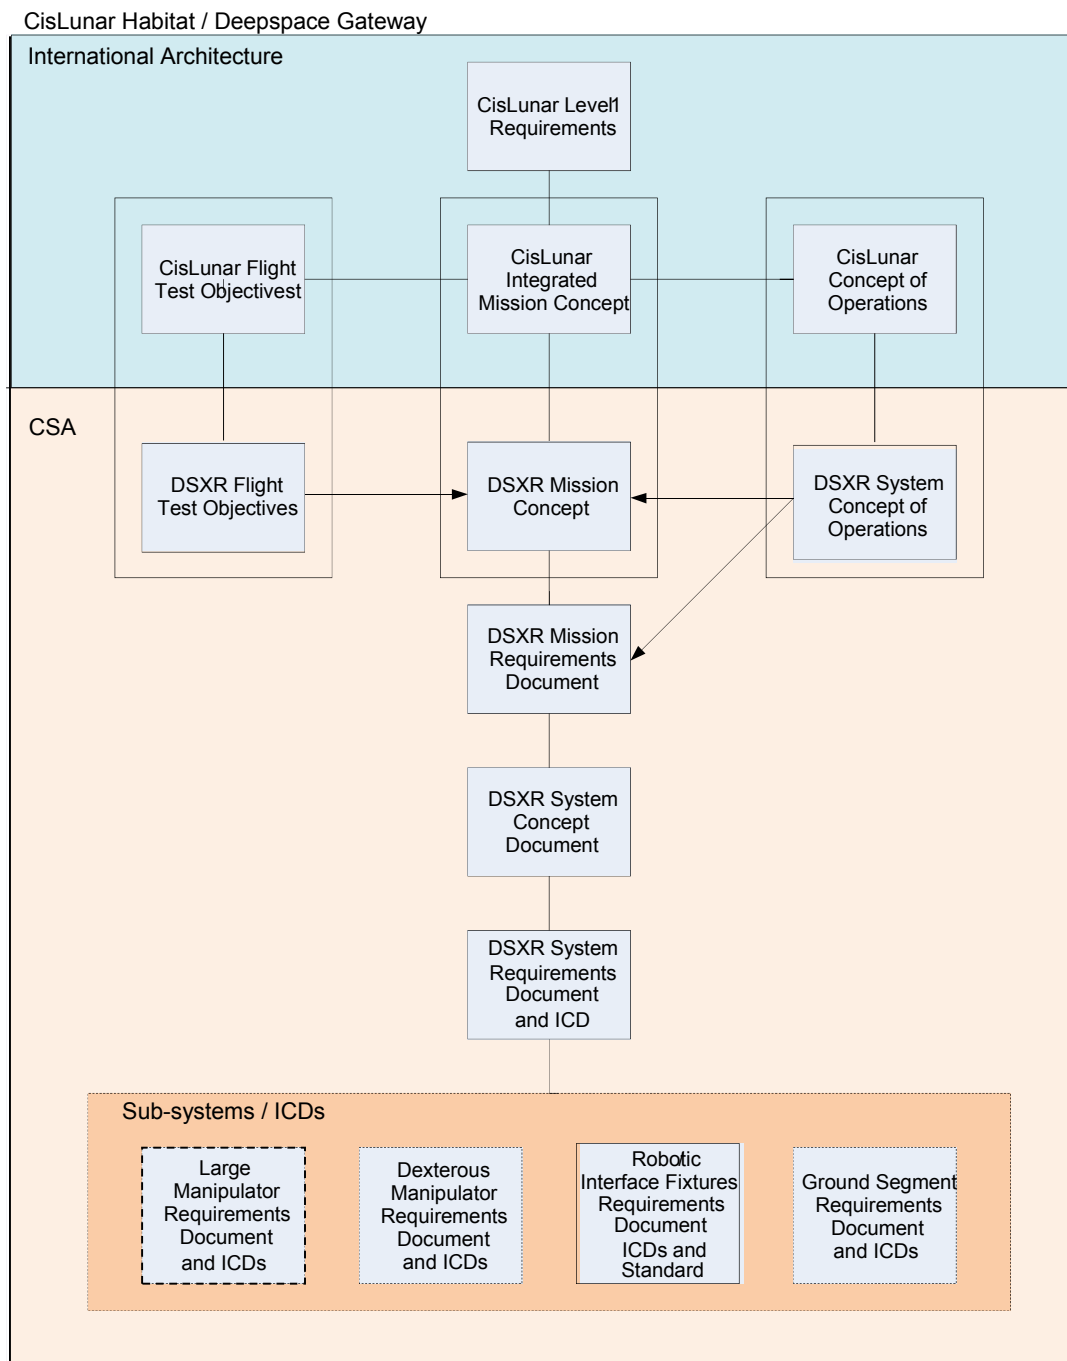 CisLunar Habitat / Deepspace Gateway
International Architecture
CisLunar Level1
Requirements
CisLunar Flight
Test Objectivest
CisLunar
Integrated
Mission Concept
CisLunar
Concept of
Operations
CSA
DSXR Flight
Test Objectives
DSXR Mission
Concept
DSXR System
Concept of
Operations
DSXR Mission
Requirements
Document
DSXR System
Concept
Document
DSXR System
Requirements
Document
and ICD
Sub-systems / ICDs
Large
Manipulator
Requirements
Document
and ICDs
Dexterous
Manipulator
Requirements
Document
and ICDs
Robotic
Interface Fixtures
Requirements
Document
ICDs and
Standard
Ground Segment
Requirements
Document
and ICDs